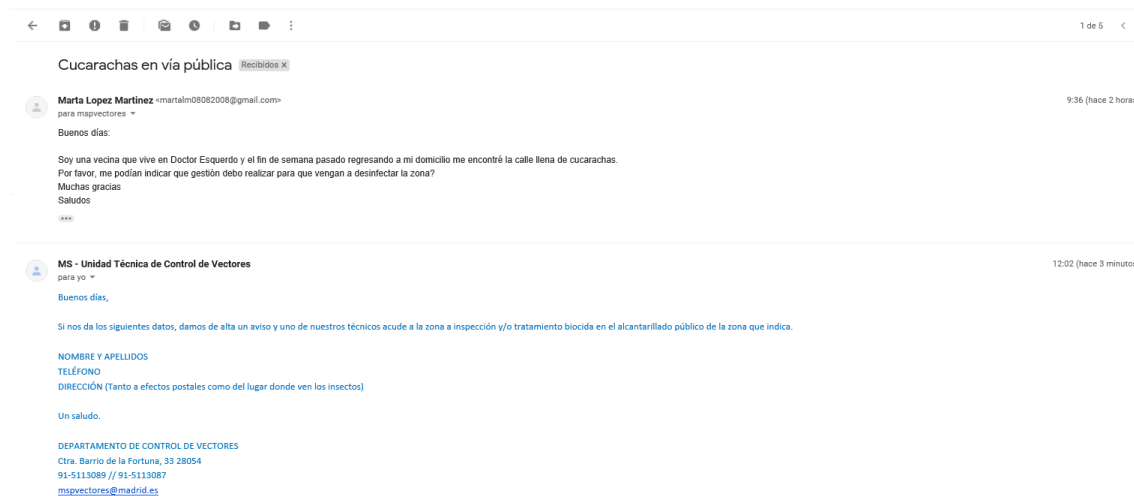 1 de 5
Cucarachas en vía pública Recibidos x
Marta Lopez Martinez <martalm08082008@gmail.com> 9:36 (hace 2 horas
para mspvectores
Buenos días:
Soy una vecina que vive en Doctor Esquerdo y el fin de semana pasado regresando a mi domicilio me encontré la calle llena de cucarachas.
Por favor, me podían indicar que gestión debo realizar para que vengan a desinfectar la zona?
Muchas gracias
Saludos
MS - Unidad Técnica de Control de Vectores 12:02 (hace 3 minutos
para yo
Buenos días,
Si nos da los siguientes datos, damos de alta un aviso y uno de nuestros técnicos acude a la zona a inspección y/o tratamiento biocida en el alcantarillado público de la zona que indica.
NOMBRE Y APELLIDOS
TELÉFONO
DIRECCIÓN (Tanto a efectos postales como del lugar donde ven los insectos)
Un saludo.
DEPARTAMENTO DE CONTROL DE VECTORES
Ctra. Barrio de la Fortuna, 33 28054
91-5113089 // 91-5113087
mspvectores@madrid.es